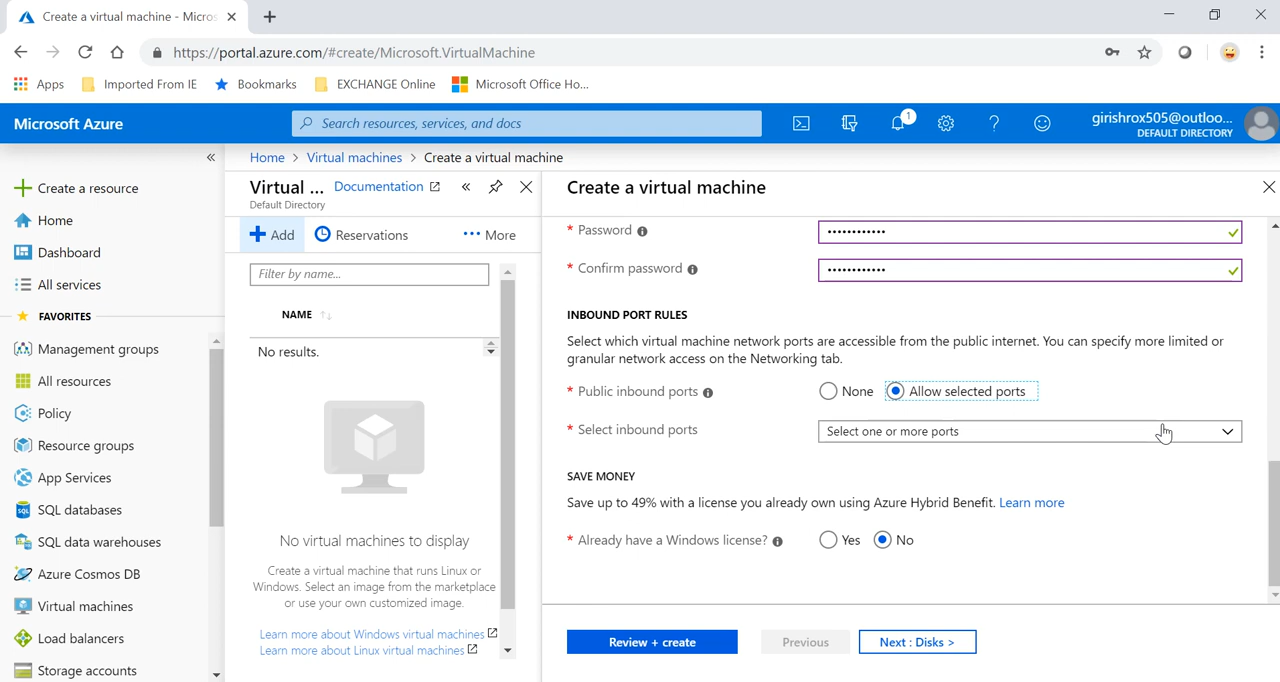 Create a virtual machine - Micros
https://portal.azure.com/#create/Microsoft.VirtualMachine
Apps Imported From IE Bookmarks EXCHANGE Online Microsoft Office Ho...
Microsoft Azure
Search resources, services, and docs
1
girishrox505@outloo...
DEFAULT DIRECTORY
Create a resource
Home
Dashboard
All services
FAVORITES
Management groups
All resources
Policy
Resource groups
App Services
SQL databases
SQL data warehouses
Azure Cosmos DB
Virtual machines
Load balancers
Storage accounts
Home > Virtual machines > Create a virtual machine
Virtual ... Documentation
Default Directory
Add Reservations ... More
Filter by name...
NAME
No results.
No virtual machines to display
Create a virtual machine that runs Linux or
Windows. Select an image from the marketplace
or use your own customized image.
Learn more about Windows virtual machines
Learn more about Linux virtual machines
Create a virtual machine
* Password ••••••••••••
* Confirm password ••••••••••••
INBOUND PORT RULES
Select which virtual machine network ports are accessible from the public internet. You can specify more limited or
granular network access on the Networking tab.
* Public inbound ports None Allow selected ports
* Select inbound ports Select one or more ports
SAVE MONEY
Save up to 49% with a license you already own using Azure Hybrid Benefit. Learn more
* Already have a Windows license? Yes No
Review + create Previous Next : Disks >